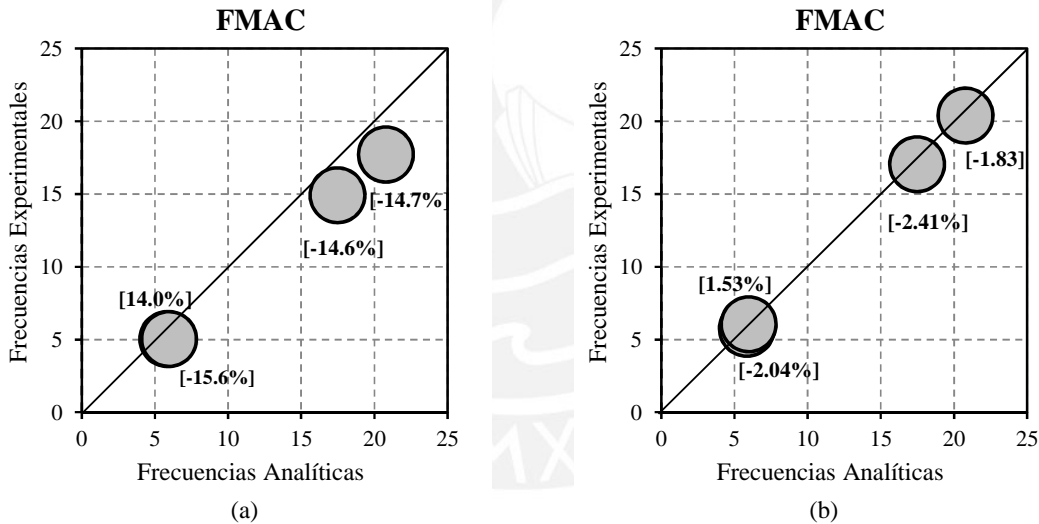 FMAC
25
20
15
10
5
0
0 5 10 15 20 25
Frecuencias Experimentales
Frecuencias Analíticas
[14.0%]
[-15.6%]
[-14.6%]
[-14.7%
(a)
FMAC
25
20
15
10
5
0
0 5 10 15 20 25
Frecuencias Experimentales
Frecuencias Analíticas
[1.53%]
[-2.04%]
[-2.41%]
[-1.83]
(b)
MX